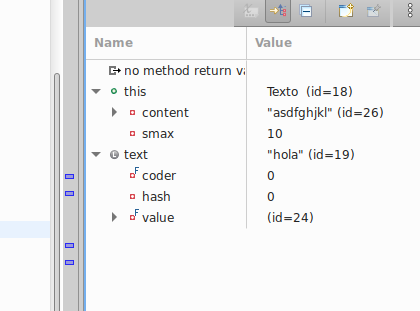 Name Value
no method return va
this Texto (id=18)
content "asdfghjkl" (id=26)
smax 10
text "hola" (id=19)
coder 0
hash 0
value (id=24)